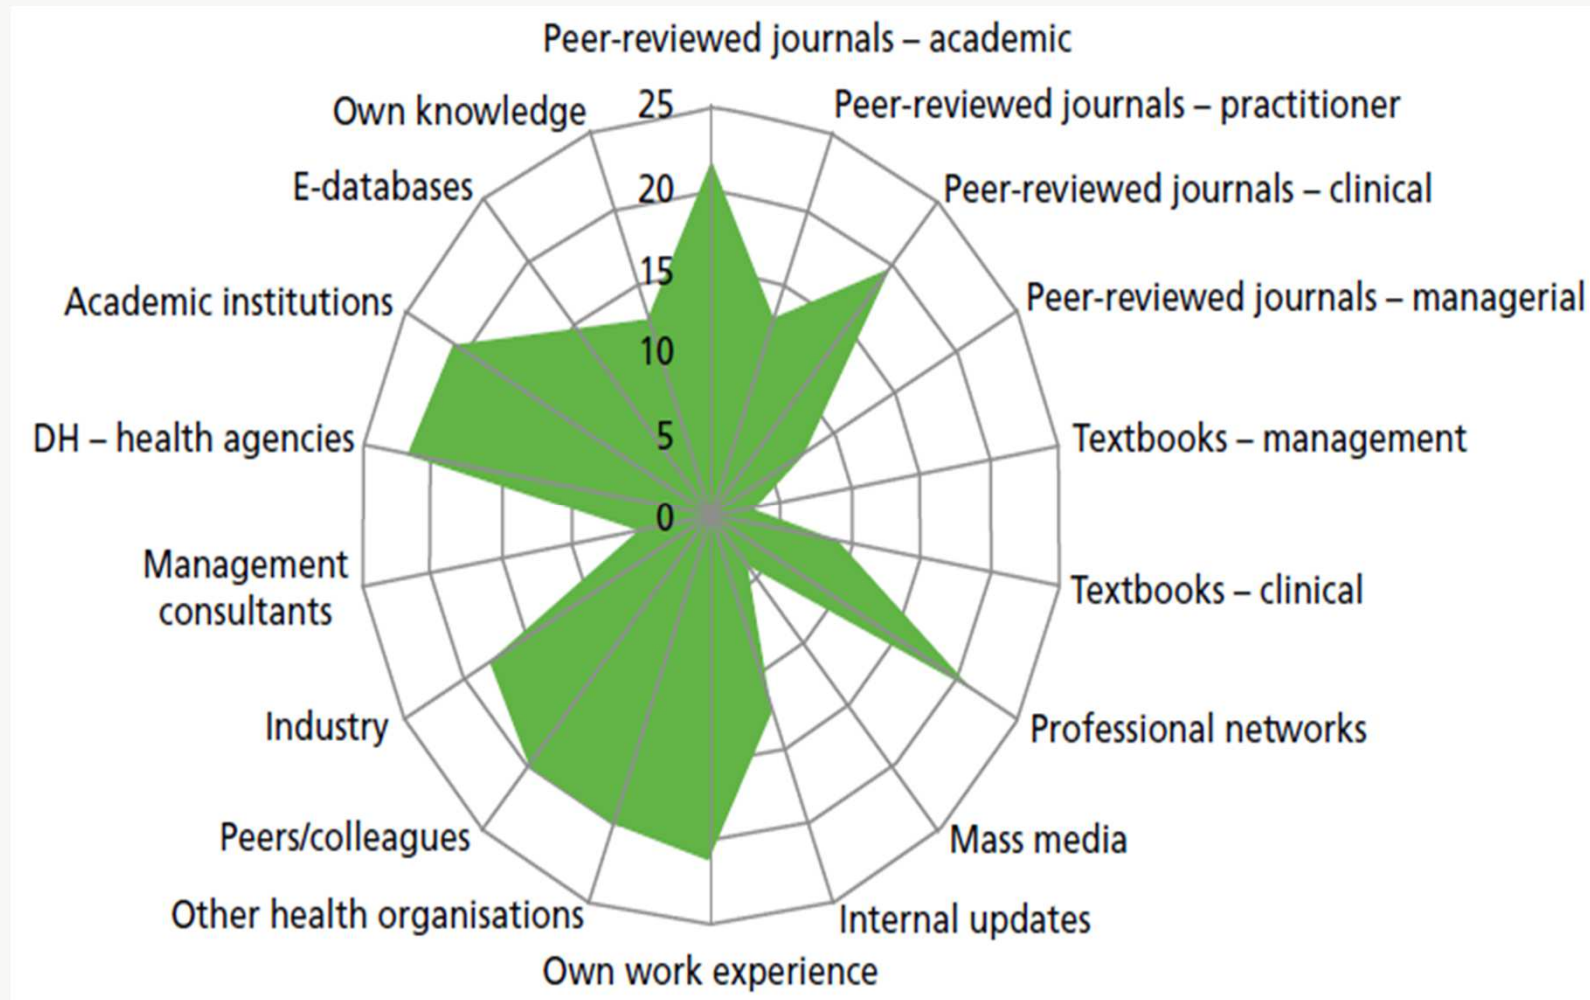 Peer-reviewed journals – academic
Peer-reviewed journals – practitioner
Peer-reviewed journals – clinical
Peer-reviewed journals – managerial
Textbooks – management
Textbooks – clinical
Professional networks
Mass media
Internal updates
Own work experience
Other health organisations
Peers/colleagues
Industry
Management
consultants
DH – health agencies
Academic institutions
E-databases
Own knowledge
25
20
15
10
5
0